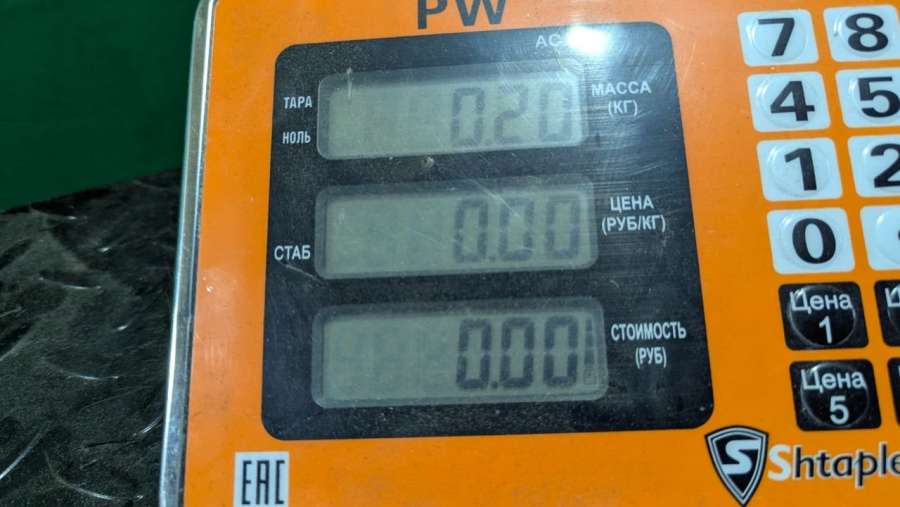 PW
AC
ТАРА
НОЛЬ
0.20
МАССА
(КГ)
СТАБ
0.00
ЦЕНА
(РУБ/КГ)
0.00
СТОИМОСТЬ
(РУБ)
7 8
4 5
1 2
0
Цена
1
Цена
5
EAC
S Shtaple